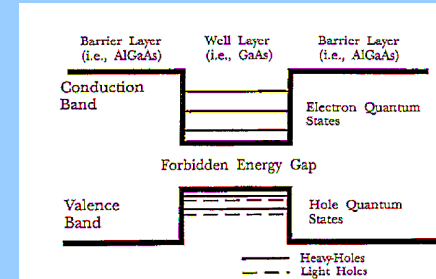 Barrier Layer Well Layer Barrier Layer
(i.e., AlGaAs) (i.e., GaAs) (i.e., AlGaAs)
Conduction
Band
Electron Quantum
States
Forbidden Energy Gap
Valence
Band
Hole Quantum
States
Heavy-Holes
Light Holes